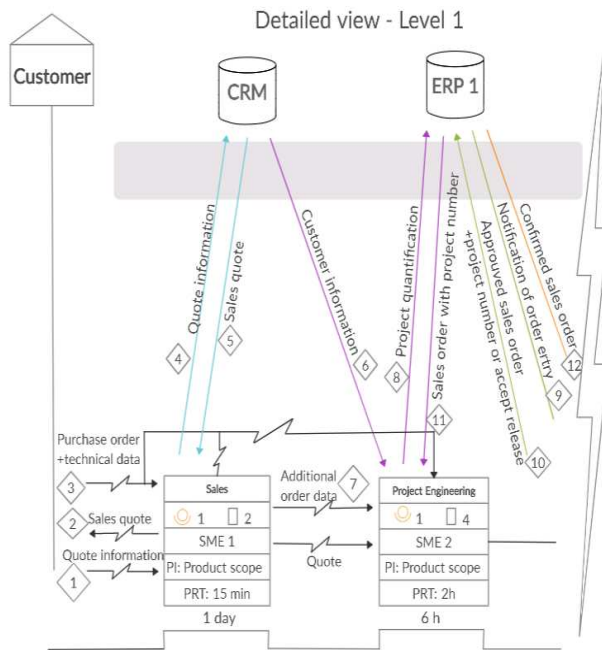 Detailed view - Level 1
Customer
CRM
ERP 1
Quote information
Sales quote
Customer information
Project quantification
Sales order with project number
Approuved sales order
+project number or accept release
Notification of order entry
Confirmed sales order
4
5
6
8
11
12
9
10
Purchase order
+technical data
3
2
Sales quote
Quote information
1
Sales
1
2
SME 1
PI: Product scope
PRT: 15 min
1 day
Additional
order data
7
Quote
Project Engineering
1
4
SME 2
PI: Product scope
PRT: 2h
6 h